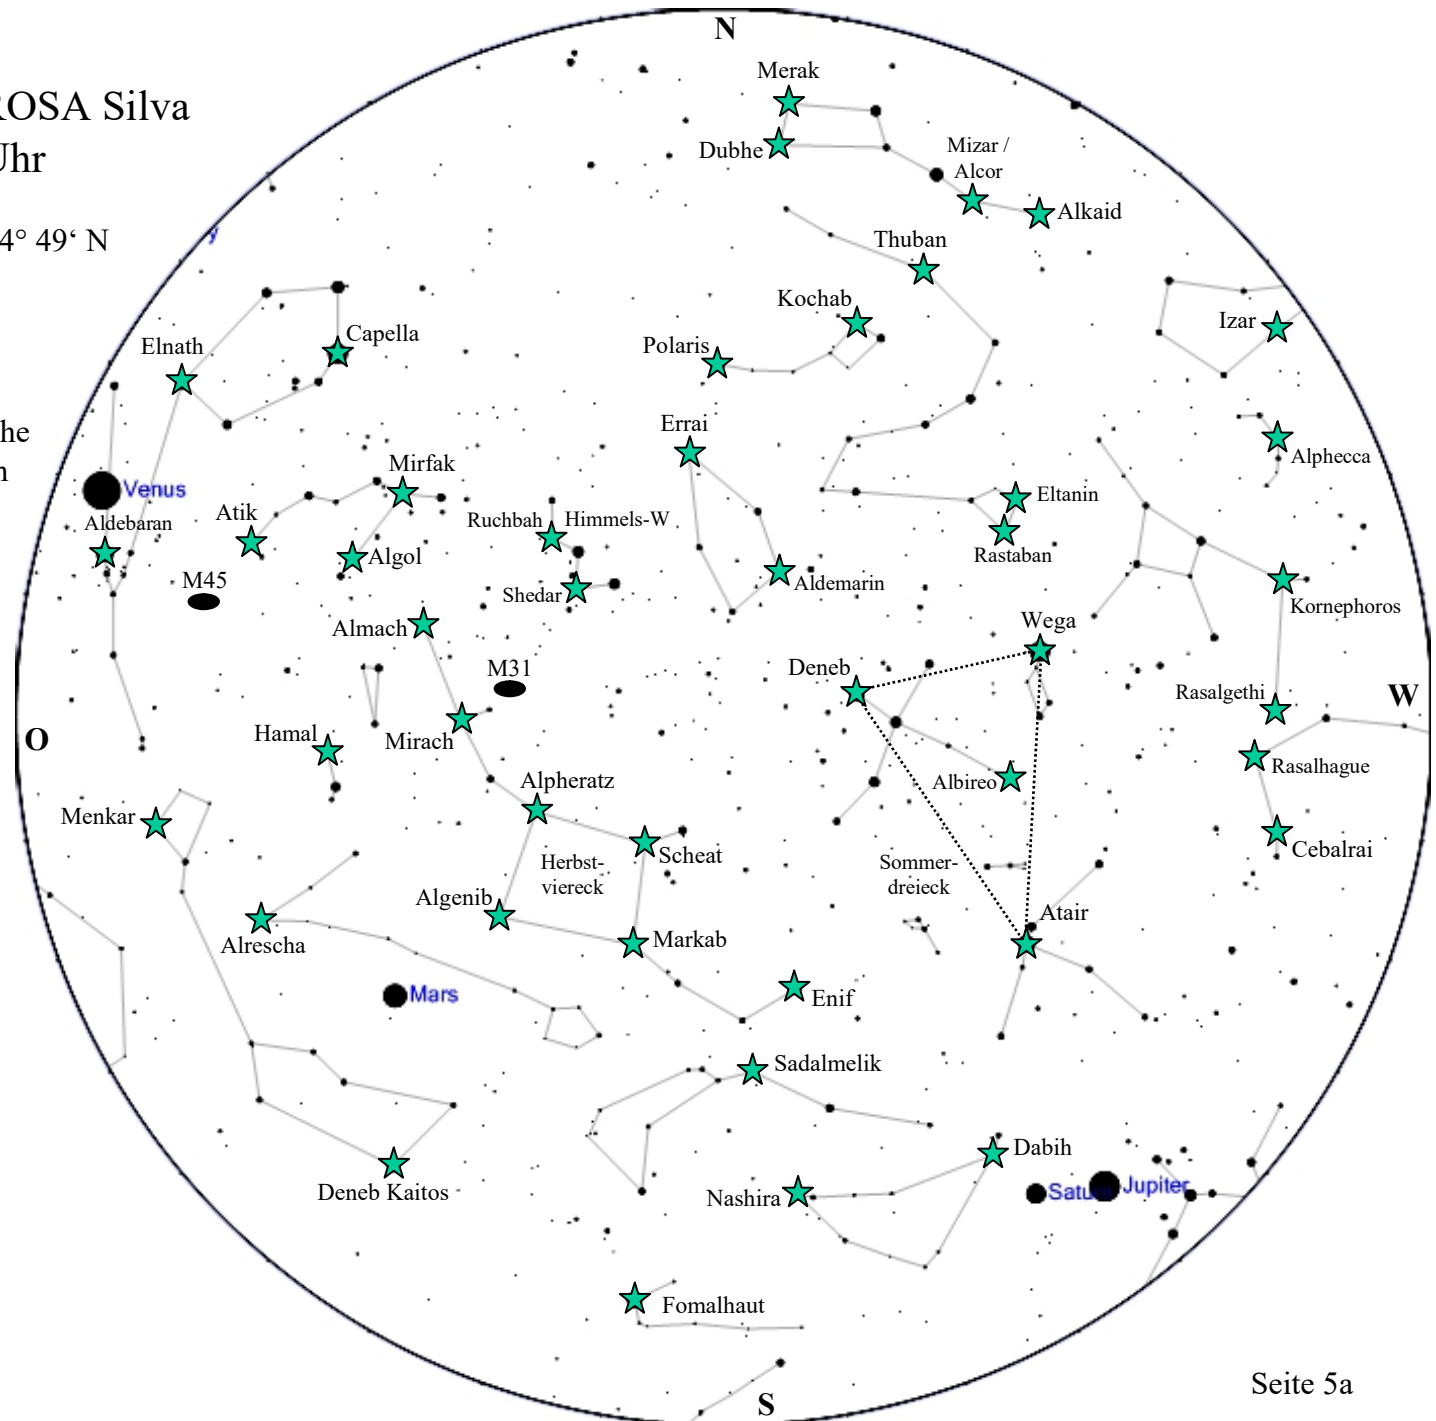 N
Merak
ROSA Silva
Uhr
Dubhe
Mizar /
Alcor
Alkaid
4° 49‘ N
y
Thuban
Kochab
Izar
Capella
Elnath
Polaris
he
n
Errai
Alphecca
Mirfak
Venus
Eltanin
Atik
Aldebaran
Ruchbah
Himmels-W
Rastaban
Algol
M45
Shedar
Aldemarin
Kornephoros
Almach
Wega
M31
Deneb
Rasalgethi
W
Hamal
Mirach
O
Rasalhague
Alpheratz
Albireo
Menkar
Cebalrai
Scheat
Herbst-
viereck
Sommer-
dreieck
Algenib
Atair
Alrescha
Markab
Mars
Enif
Sadalmelik
Dabih
Deneb Kaitos
Nashira
Saturn
Jupiter
Fomalhaut
Seite 5a
S